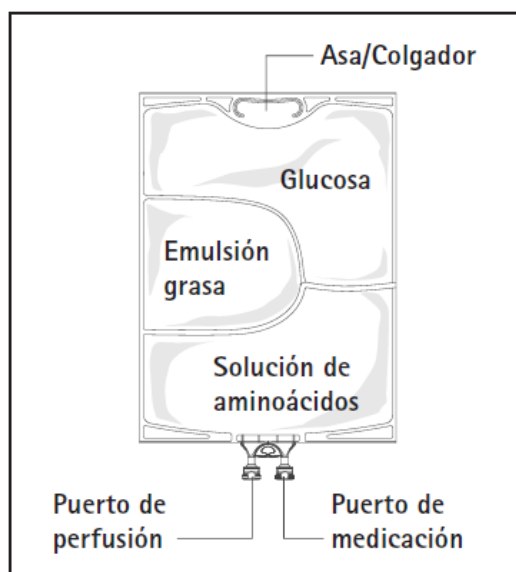 Asa/Colgador
Glucosa
Emulsión
grasa
Solución de
aminoácidos
Puerto de
perfusión
Puerto de
medicación